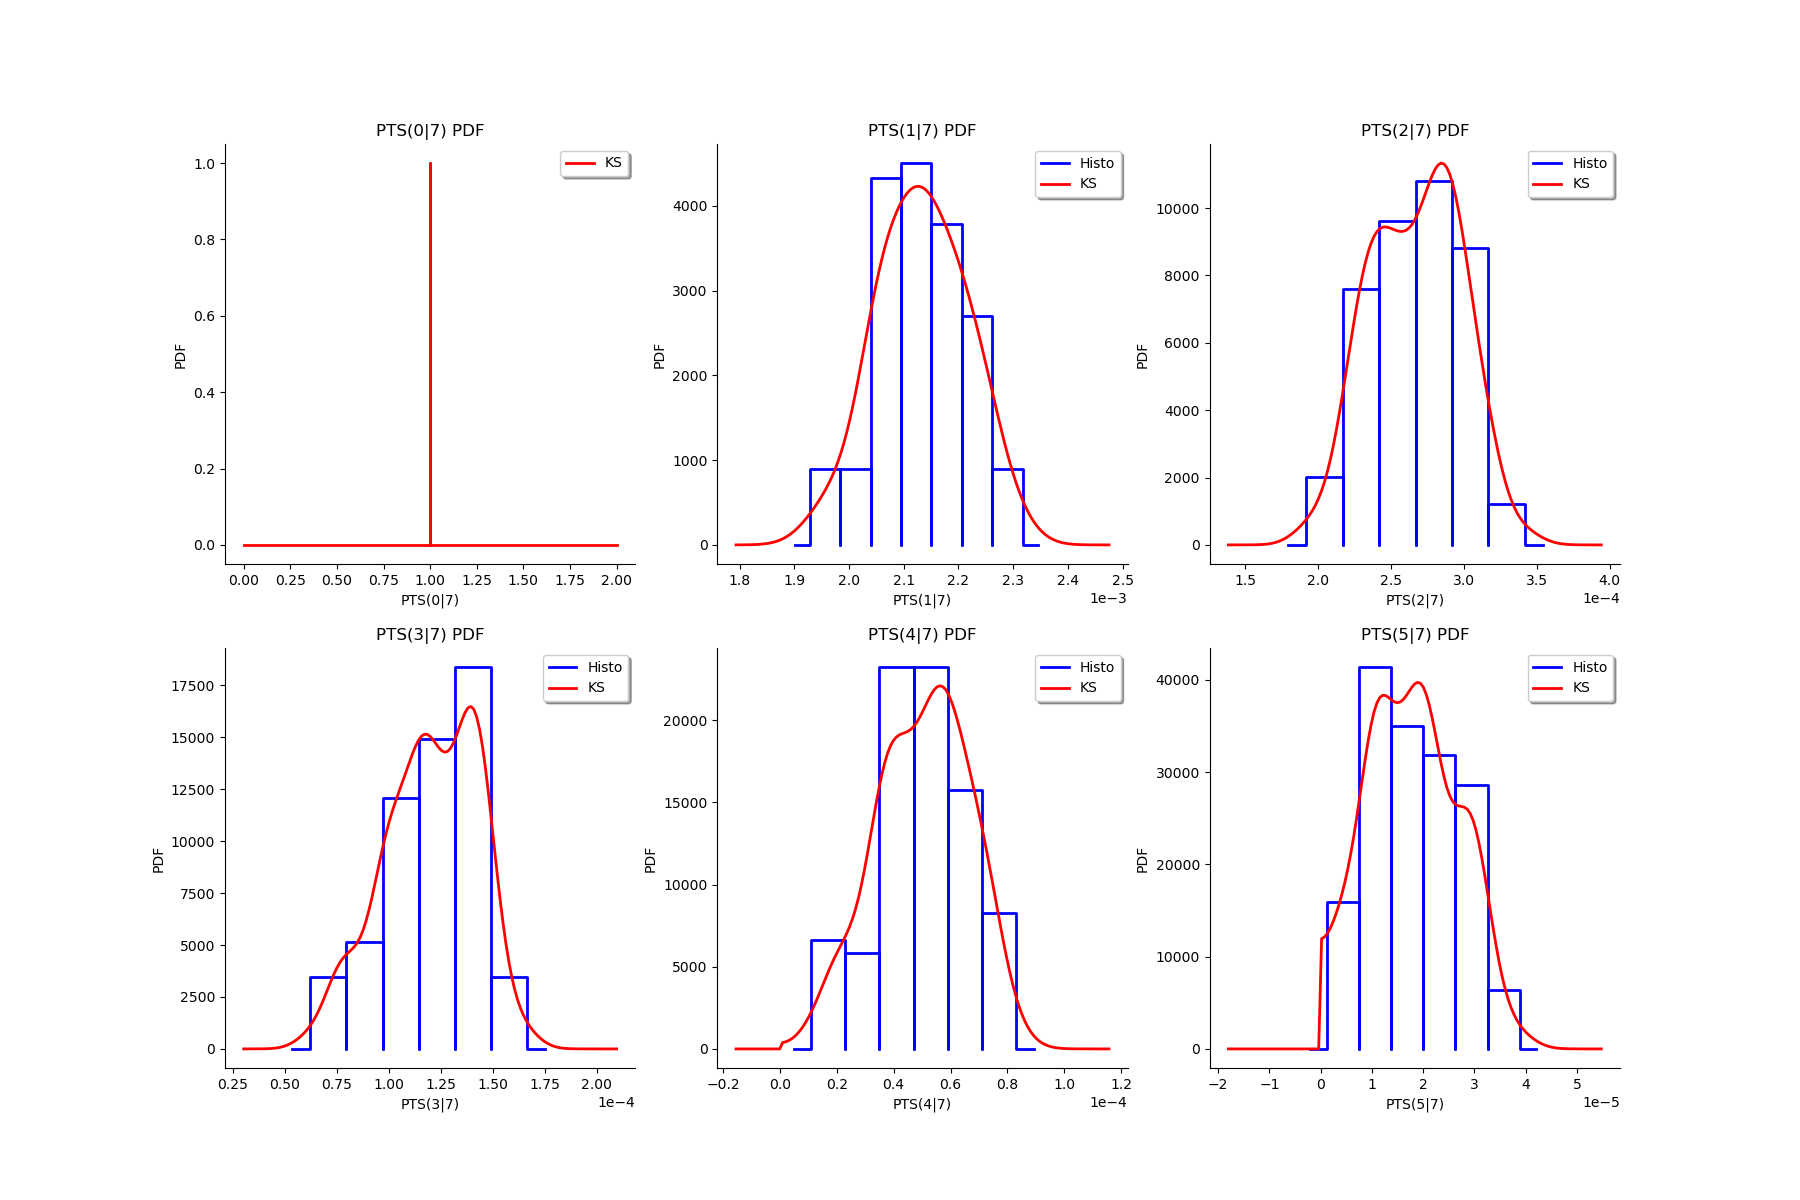 PTS(0|7) PDF
KS
1.0
0.8
0.6
0.4
0.2
0.0
PDF
0.00 0.25 0.50 0.75 1.00 1.25 1.50 1.75 2.00
PTS(0|7)
PTS(1|7) PDF
Histo
KS
4000
3000
2000
1000
0
PDF
1.8 1.9 2.0 2.1 2.2 2.3 2.4 2.5
PTS(1|7)
1e−3
PTS(2|7) PDF
Histo
KS
10000
8000
6000
4000
2000
0
PDF
1.5 2.0 2.5 3.0 3.5 4.0
PTS(2|7)
1e−4
PTS(3|7) PDF
Histo
KS
17500
15000
12500
10000
7500
5000
2500
0
PDF
0.25 0.50 0.75 1.00 1.25 1.50 1.75 2.00
PTS(3|7)
1e−4
PTS(4|7) PDF
Histo
KS
20000
15000
10000
5000
0
PDF
−0.2 0.0 0.2 0.4 0.6 0.8 1.0 1.2
PTS(4|7)
1e−4
PTS(5|7) PDF
Histo
KS
40000
30000
20000
10000
0
PDF
−2 −1 0 1 2 3 4 5
PTS(5|7)
1e−5